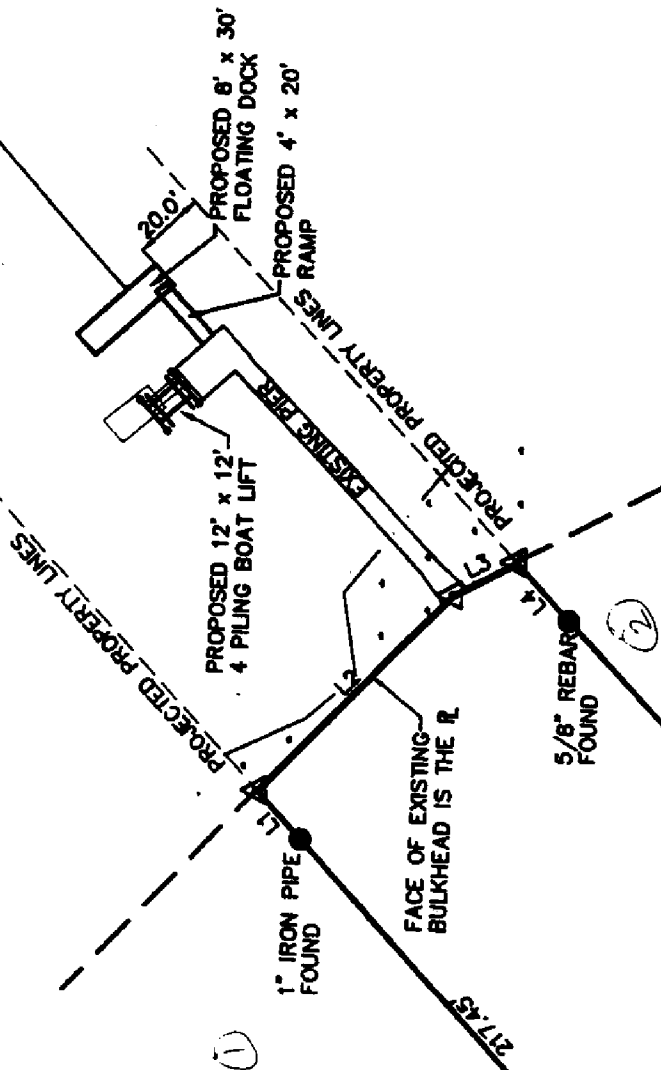 20.0'
PROPOSED 8' x 30'
FLOATING DOCK
PROPOSED 4' x 20'
RAMP
PROJECTED PROPERTY LINES
PROPOSED 12' x 12'
4 PILING BOAT LIFT
EXISTING PIER
PROJECTED PROPERTY LINES
L1
L2
L3
L4
1" IRON PIPE
FOUND
FACE OF EXISTING
BULKHEAD IS THE PL
5/8" REBAR
FOUND
217.45'
1
2